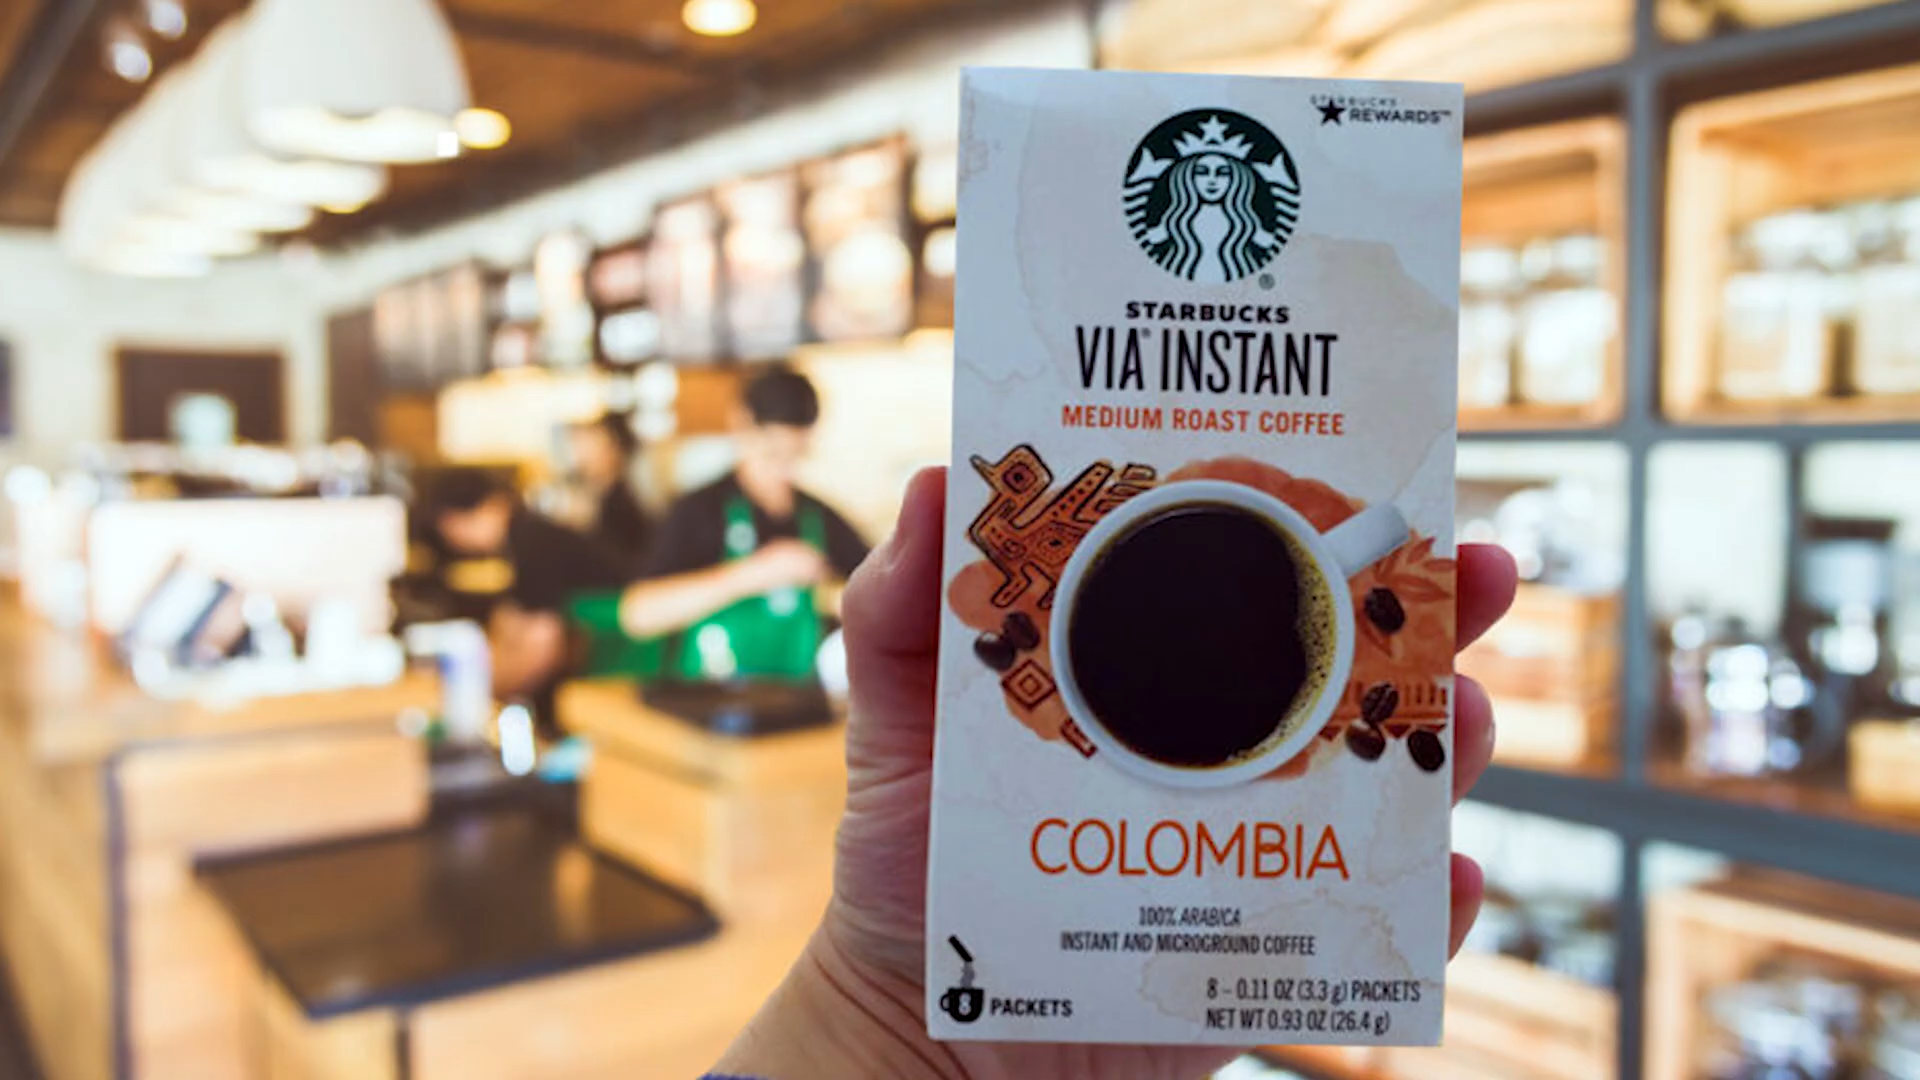 STARBUCKS
REWARDS™
STARBUCKS
VIA® INSTANT
MEDIUM ROAST COFFEE
COLOMBIA
100% ARABICA
INSTANT AND MICROGROUND COFFEE
8
PACKETS
8 – 0.11 OZ (3.3 g) PACKETS
NET WT 0.93 OZ (26.4 g)